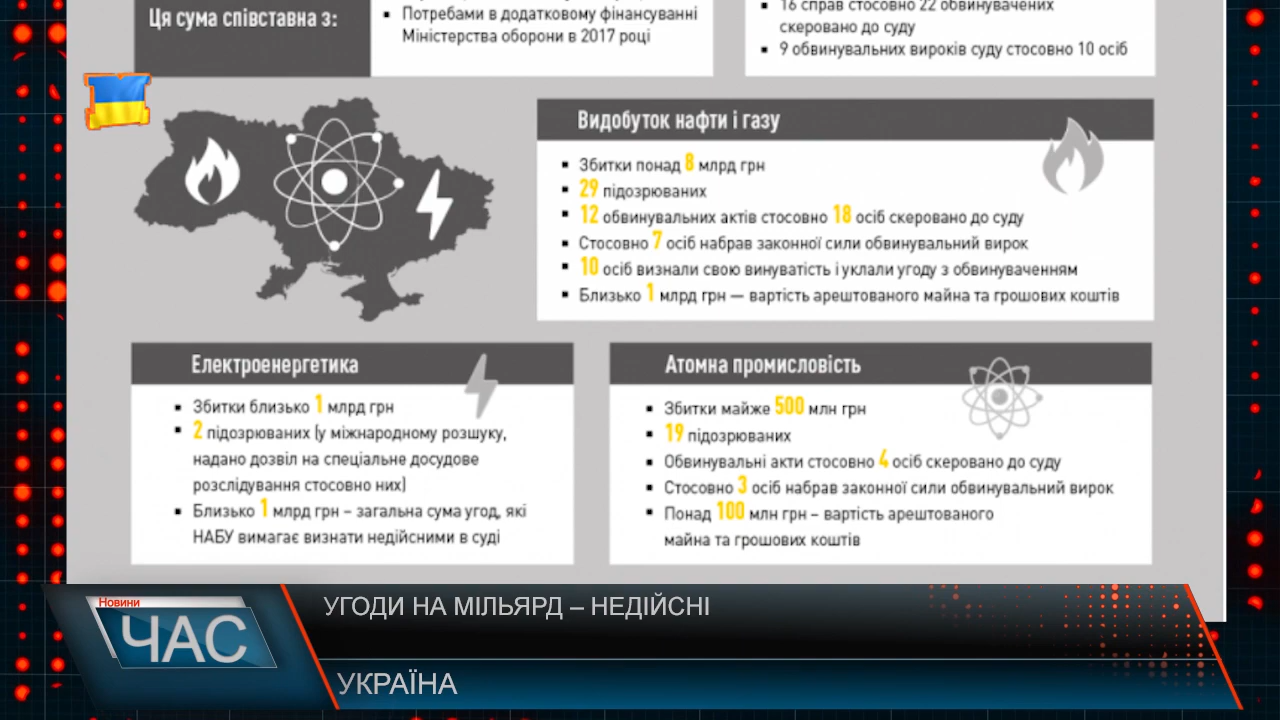 Ця сума співставна з:
Потребами в додатковому фінансуванні
Міністерства оборони в 2017 році
16 справ стосовно 22 обвинувачених
скеровано до суду
9 обвинувальних вироків суду стосовно 10 осіб
Видобуток нафти і газу
Збитки понад 8 млрд грн
29 підозрюваних
12 обвинувальних актів стосовно 18 осіб скеровано до суду
Стосовно 7 осіб набрав законної сили обвинувальний вирок
10 осіб визнали свою винуватість і уклали угоду з обвинуваченням
Близько 1 млрд грн — вартість арештованого майна та грошових коштів
Електроенергетика
Збитки близько 1 млрд грн
2 підозрюваних (у міжнародному розшуку,
надано дозвіл на спеціальне досудове
розслідування стосовно них)
Близько 1 млрд грн – загальна сума угод, які
НАБУ вимагає визнати недійсними в суді
Атомна промисловість
Збитки майже 500 млн грн
19 підозрюваних
Обвинувальні акти стосовно 4 осіб скеровано до суду
Стосовно 3 осіб набрав законної сили обвинувальний вирок
Понад 100 млн грн – вартість арештованого
майна та грошових коштів
Новини
ЧАС
УГОДИ НА МІЛЬЯРД – НЕДІЙСНІ
УКРАЇНА